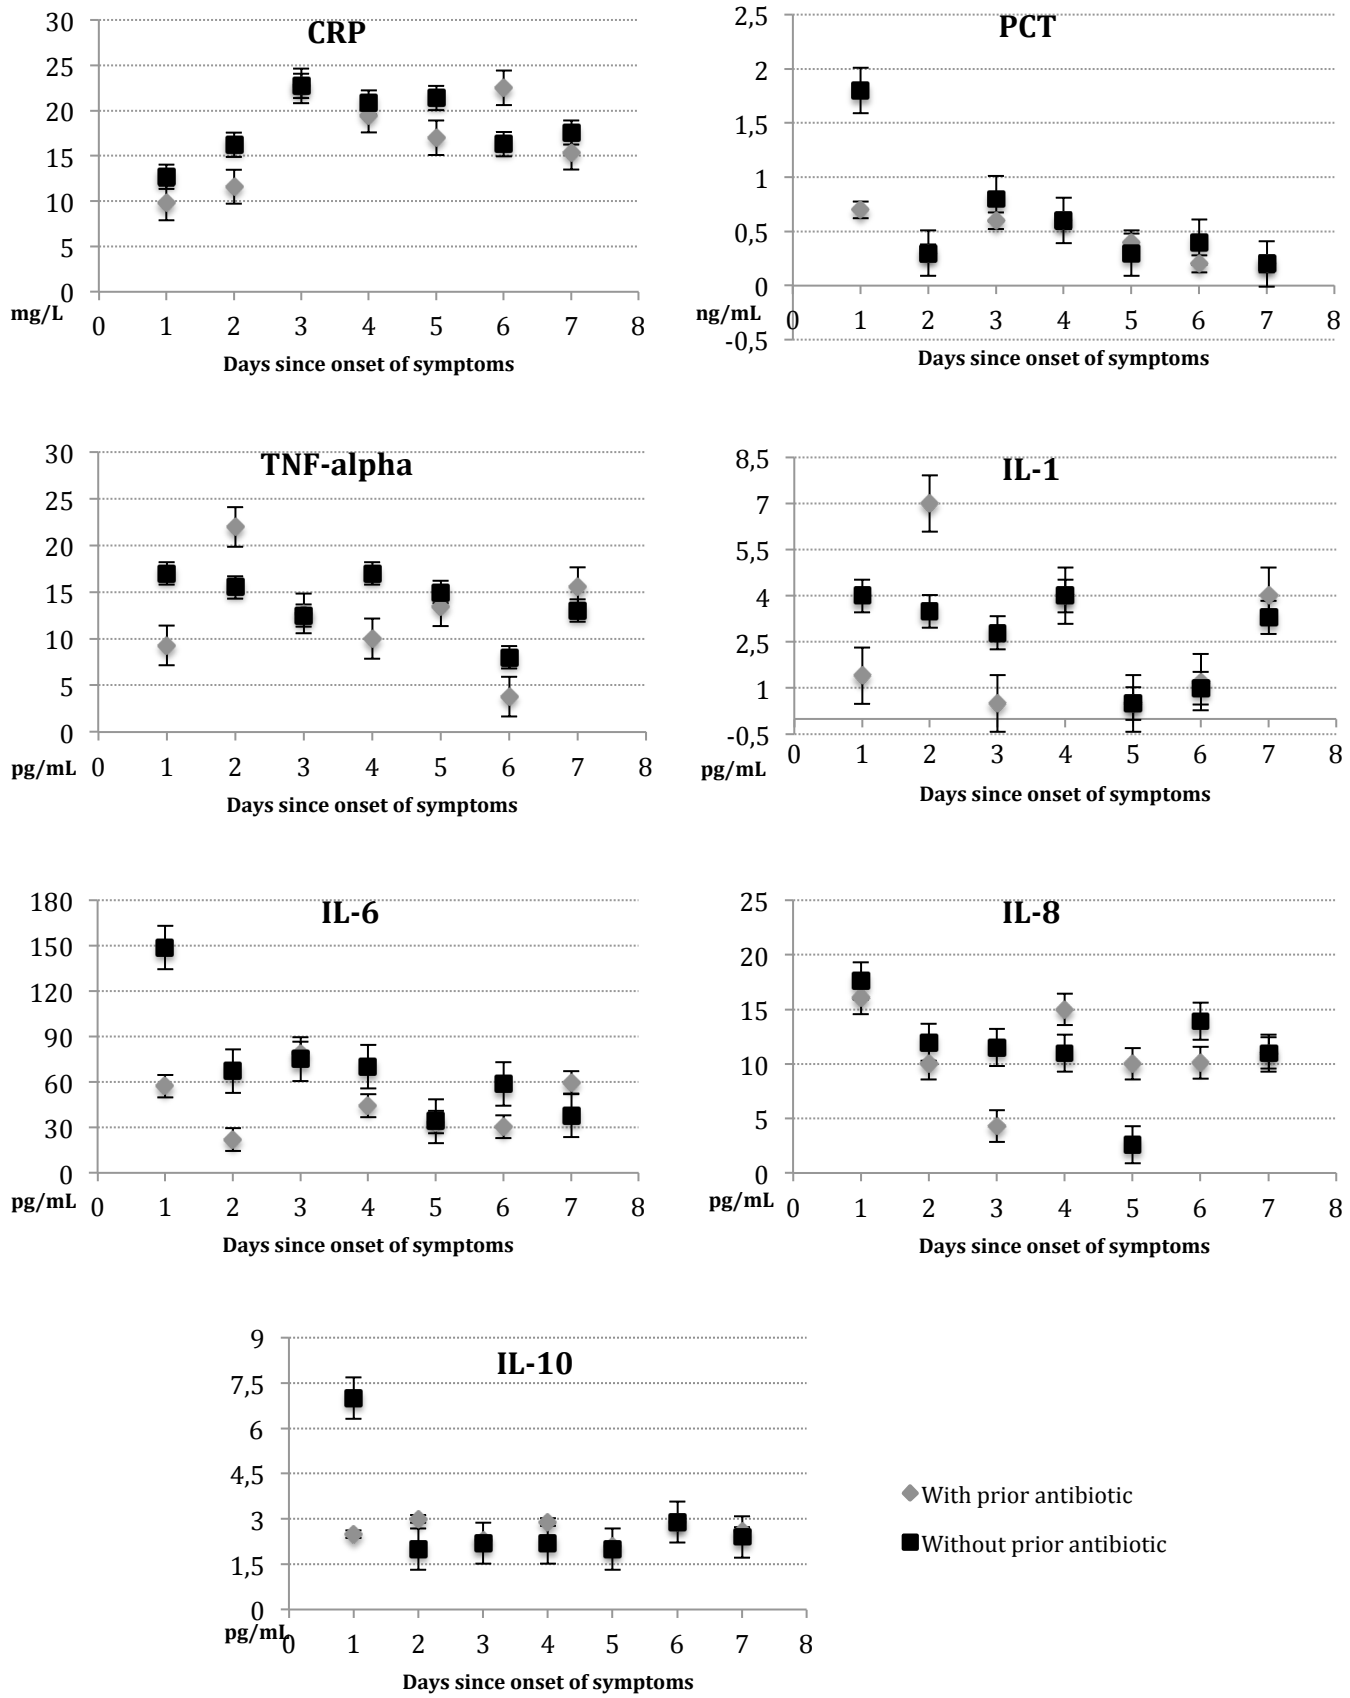 CRP
30
25
20
15
10
5
0
mg/L
0 1 2 3 4 5 6 7 8
Days since onset of symptoms
PCT
2,5
2
1,5
1
0,5
0
ng/mL
-0,5
0 1 2 3 4 5 6 7 8
Days since onset of symptoms
TNF-alpha
30
25
20
15
10
5
0
pg/mL
0 1 2 3 4 5 6 7 8
Days since onset of symptoms
IL-1
8,5
7
5,5
4
2,5
1
-0,5
pg/mL
0 1 2 3 4 5 6 7 8
Days since onset of symptoms
IL-6
180
150
120
90
60
30
0
pg/mL
0 1 2 3 4 5 6 7 8
Days since onset of symptoms
IL-8
25
20
15
10
5
0
pg/mL
0 1 2 3 4 5 6 7 8
Days since onset of symptoms
IL-10
9
7,5
6
4,5
3
1,5
0
pg/mL
0 1 2 3 4 5 6 7 8
Days since onset of symptoms
With prior antibiotic
Without prior antibiotic